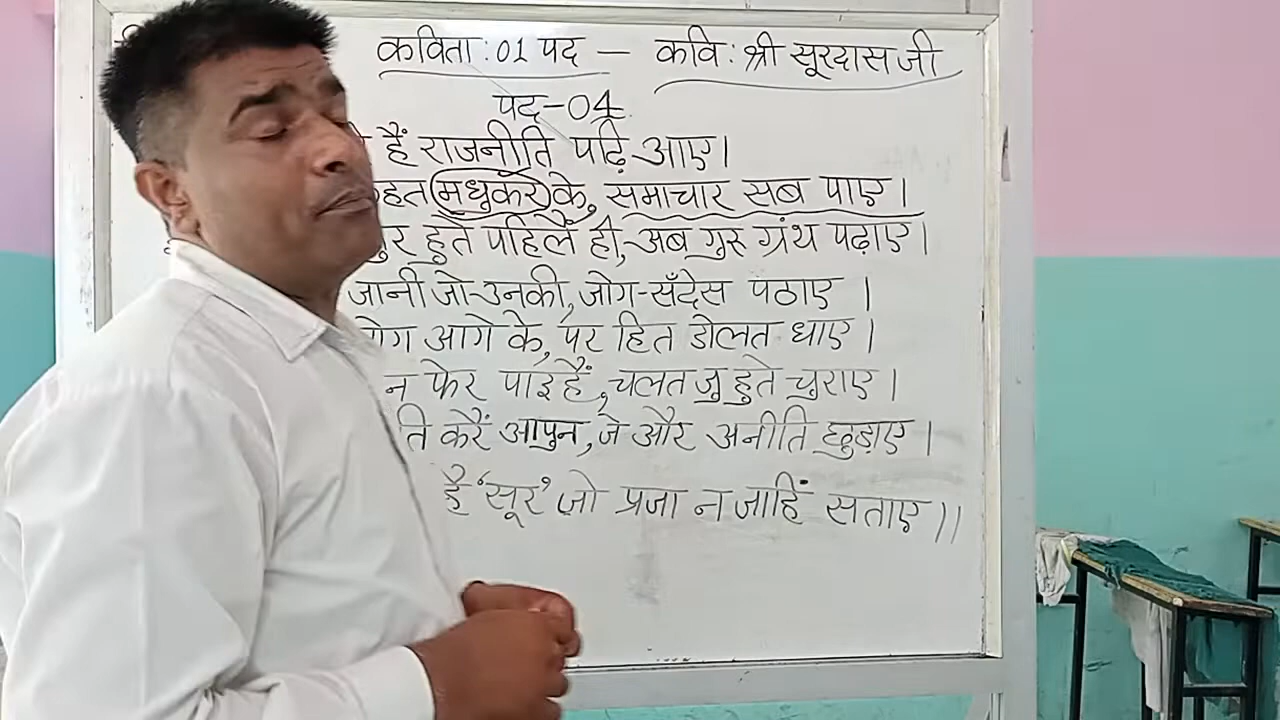 कविता : 01 पद — कवि : श्री सूरदास जी
पद-04
हैं राजनीति पढ़ि आए।
मधुकर के, समाचार सब पाए।
हुते पहिलैं ही, अब गुरु ग्रंथ पढ़ाए।
जानी जो उनकी, जोग-सँदेस पठाए।
आगे के, पर हित डोलत धाए।
न फेर पाइहैं, चलत जु हुते चुराए।
करैं आपुन, जे और अनीति छुड़ाए।
है 'सूर' जो प्रजा न जाहिं सताए।।